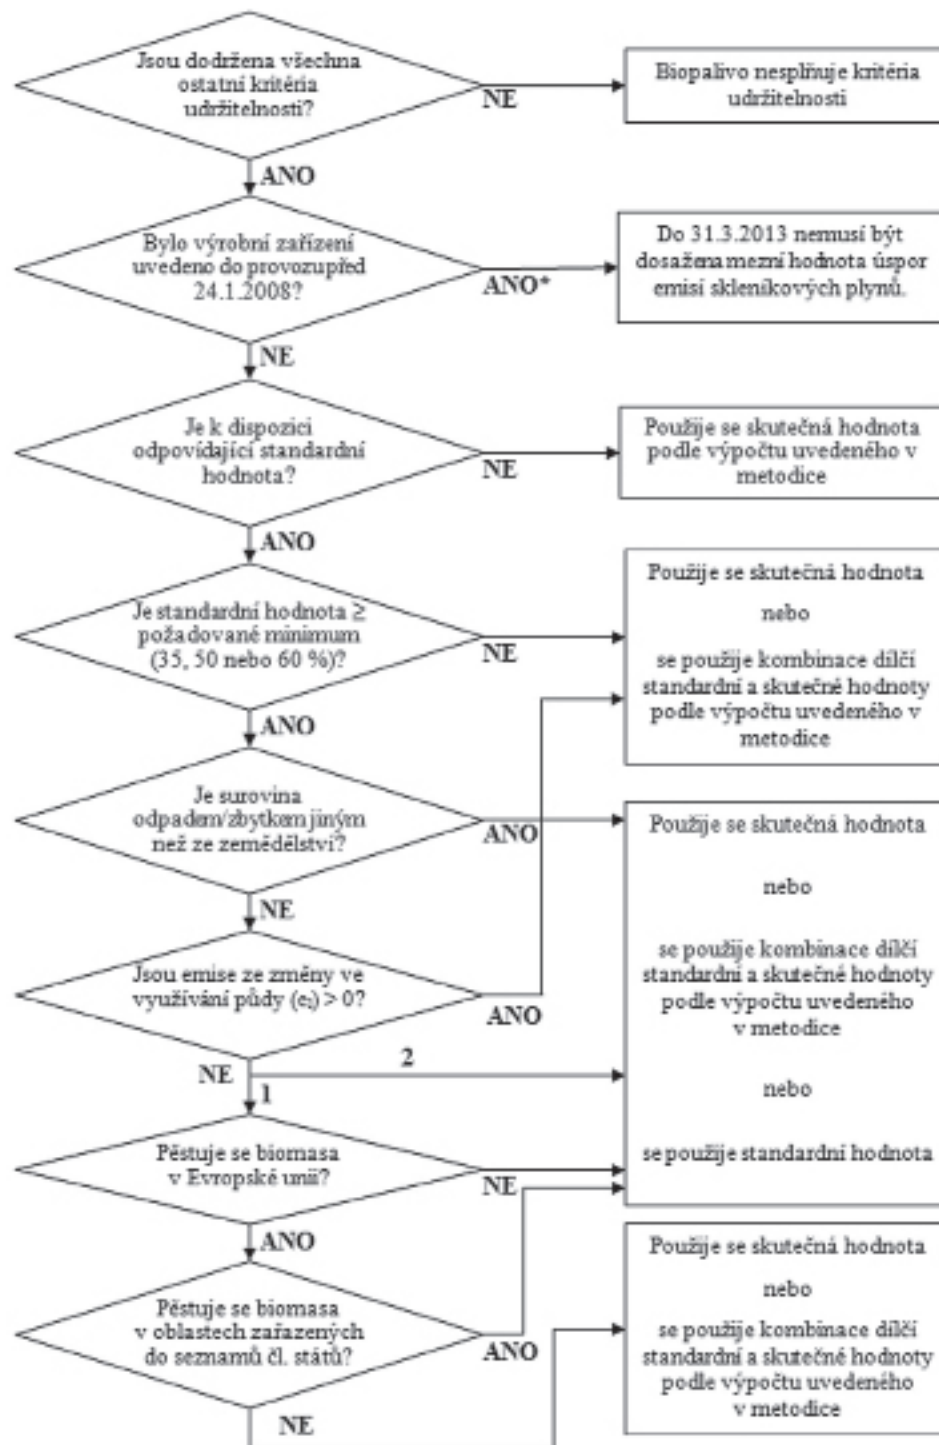 Jsou dodržena všechna
ostatní kritéria
udržitelnosti?
NE
Biopalivo nesplňuje kritéria
udržitelnosti
ANO
Bylo výrobní zařízení
uvedeno do provozu před
24.1.2008?
ANO*
Do 31.3.2013 nemusí být
dosažena mezní hodnota úspor
emisí skleníkových plynů.
NE
Je k dispozici
odpovídající standardní
hodnota?
NE
Použije se skutečná hodnota
podle výpočtu uvedeného v
metodice
ANO
Je standardní hodnota ≥
požadované minimum
(35, 50 nebo 60 %)?
NE
Použije se skutečná hodnota
nebo
se použije kombinace dílčí
standardní a skutečné hodnoty
podle výpočtu uvedeného v
metodice
ANO
Je surovina
odpadem/zbytkem jiným
než ze zemědělství?
ANO
Použije se skutečná hodnota
nebo
se použije kombinace dílčí
standardní a skutečné hodnoty
podle výpočtu uvedeného
v metodice
nebo
se použije standardní hodnota
NE
Jsou emise ze změny ve
využívání půdy (eₗ) > 0?
ANO
NE
2
1
Pěstuje se biomasa
v Evropské unii?
NE
ANO
Pěstuje se biomasa
v oblastech zařazených
do seznamů čl. států?
ANO
NE
Použije se skutečná hodnota
nebo
se použije kombinace dílčí
standardní a skutečné hodnoty
podle výpočtu uvedeného
v metodice